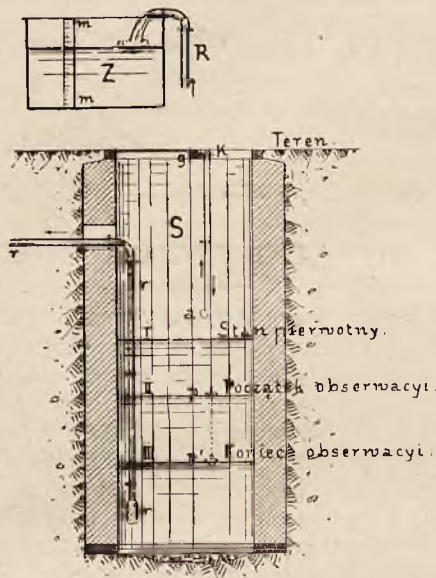 m
R
Z
m
Teren.
g K
S
r
r
a
I Stan pierwotny.
II p Początek obserwacyi.
III p' Koniec obserwacyi.
r